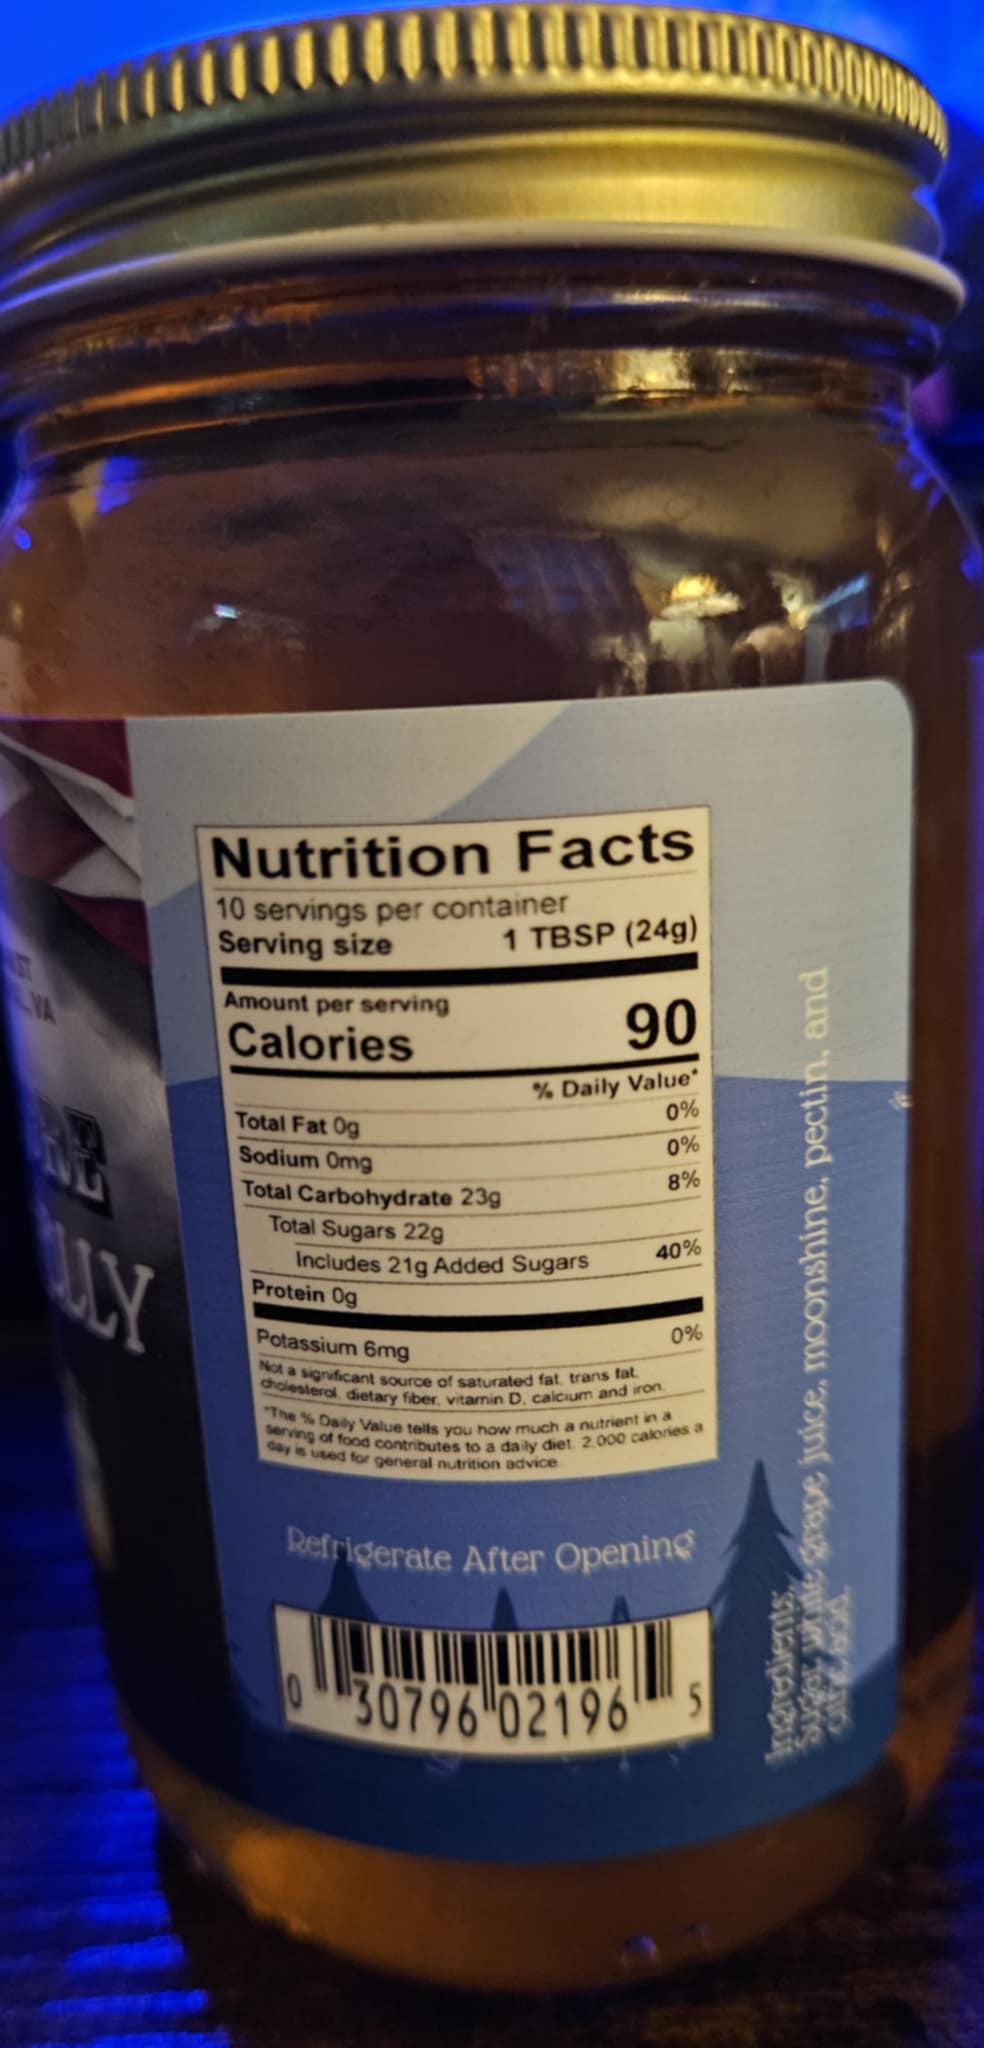 Nutrition Facts
10 servings per container
Serving size 1 TBSP (24g)
Amount per serving
Calories 90
% Daily Value*
Total Fat 0g 0%
Sodium 0mg 0%
Total Carbohydrate 23g 8%
Total Sugars 22g
Includes 21g Added Sugars 40%
Protein 0g
Potassium 6mg 0%
Not a significant source of saturated fat, trans fat,
cholesterol, dietary fiber, vitamin D, calcium and iron.
*The % Daily Value tells you how much a nutrient in a
serving of food contributes to a daily diet. 2,000 calories a
day is used for general nutrition advice.
Refrigerate After Opening
0 30796 02196 5
Ingredients:
Sugar, white grape juice, moonshine, pectin, and
VA